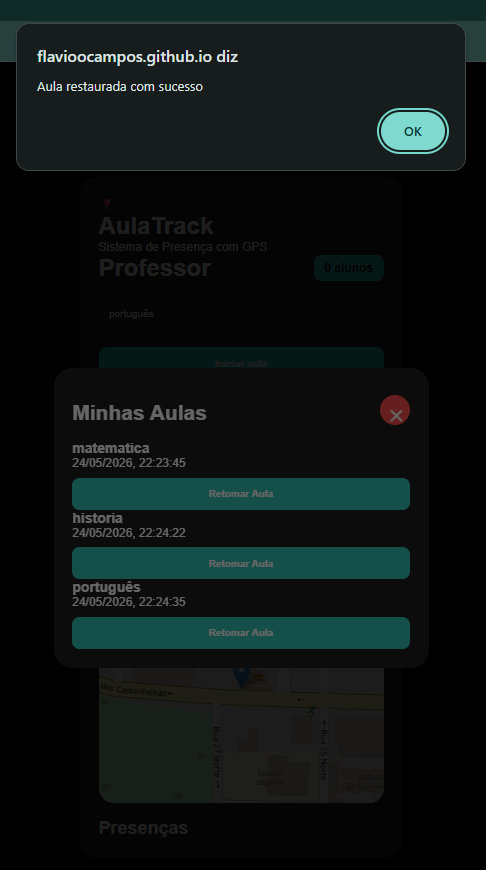 flavioocampos.github.io diz
Aula restaurada com sucesso
OK
AulaTrack
Sistema de Presença com GPS
Professor
0 alunos
português
Iniciar aula
Minhas Aulas
×
matematica
24/05/2026, 22:23:45
Retomar Aula
historia
24/05/2026, 22:24:22
Retomar Aula
português
24/05/2026, 22:24:35
Retomar Aula
das Castanheiras
Rua 27 Norte
Rua 25 Norte
Presenças